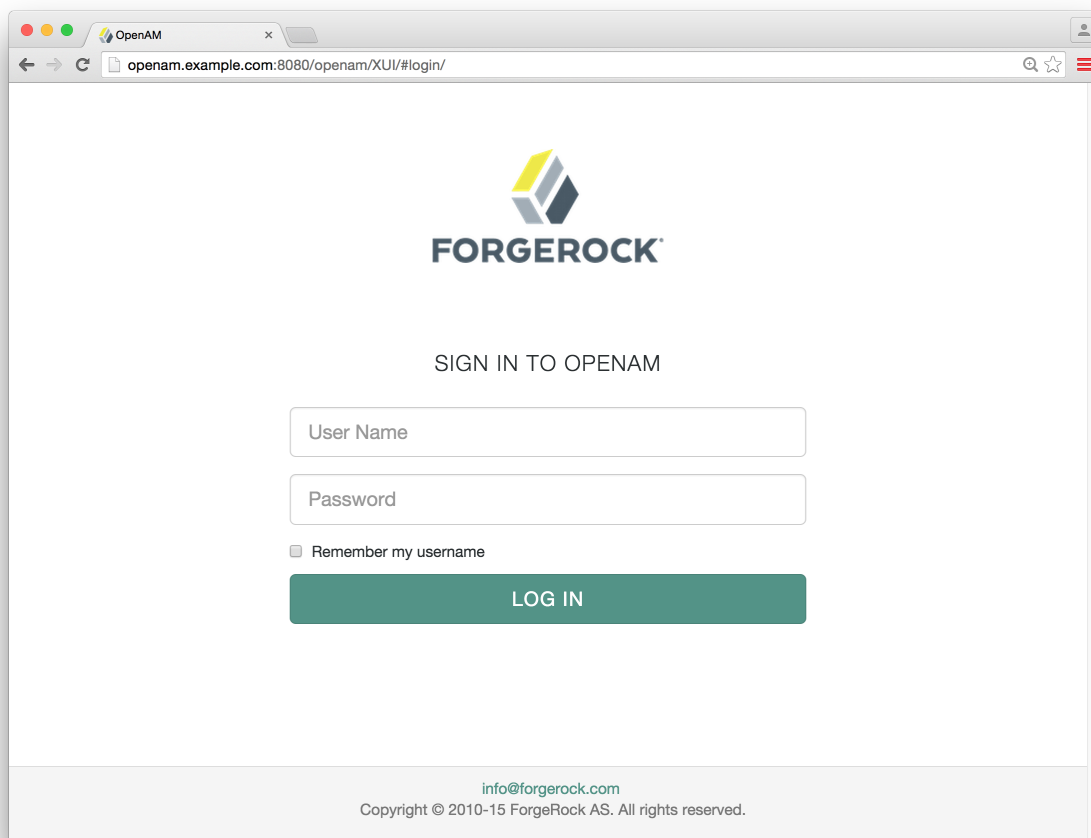 OpenAM
openam.example.com:8080/openam/XUI/#login/
FORGEROCK
SIGN IN TO OPENAM
User Name
Password
Remember my username
LOG IN
info@forgerock.com
Copyright © 2010-15 ForgeRock AS. All rights reserved.